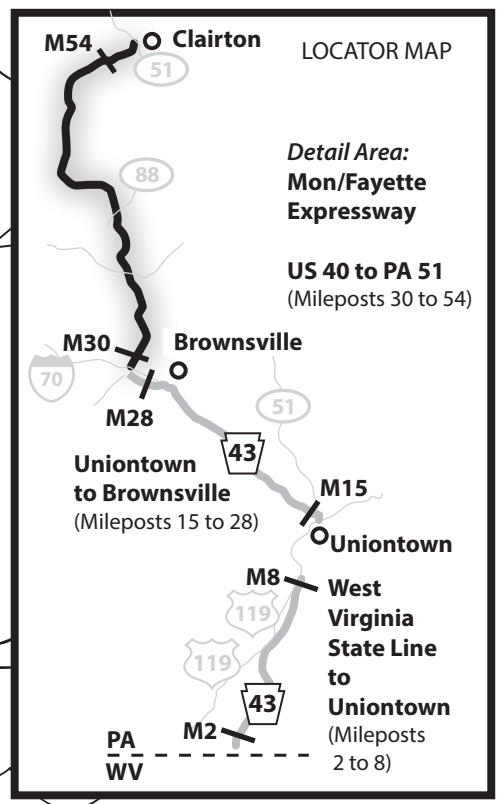 M54
Clairton
LOCATOR MAP
51
Detail Area:
Mon/Fayette
Expressway
88
US 40 to PA 51
(Mileposts 30 to 54)
M30
Brownsville
70
M28
51
43
Uniontown
to Brownsville
(Mileposts 15 to 28)
M15
Uniontown
M8
West
Virginia
State Line
to
Uniontown
(Mileposts
2 to 8)
119
119
43
M2
PA
WV